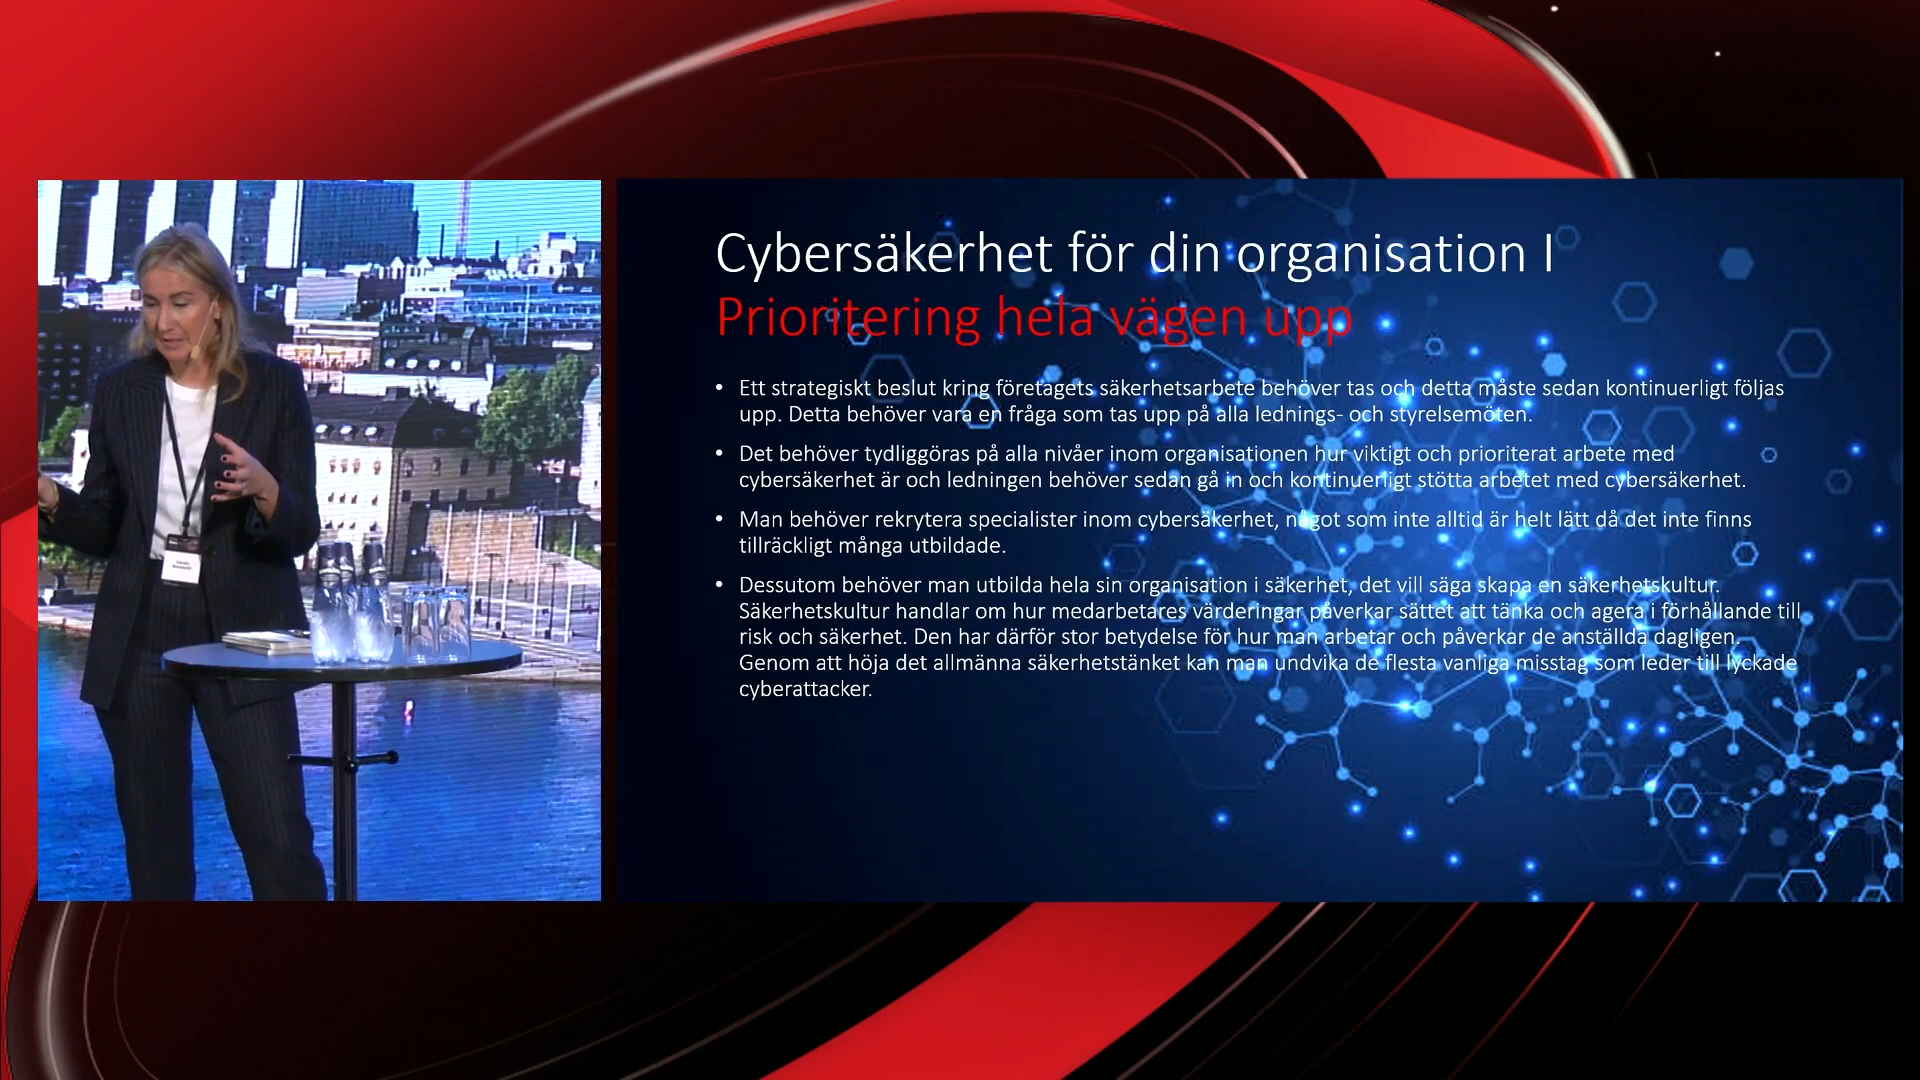 Cybersäkerhet för din organisation I
Prioritering hela vägen upp
• Ett strategiskt beslut kring företagets säkerhetsarbete behöver tas och detta måste sedan kontinuerligt följas
upp. Detta behöver vara en fråga som tas upp på alla lednings- och styrelsemöten.
• Det behöver tydliggöras på alla nivåer inom organisationen hur viktigt och prioriterat arbete med
cybersäkerhet är och ledningen behöver sedan gå in och kontinuerligt stötta arbetet med cybersäkerhet.
• Man behöver rekrytera specialister inom cybersäkerhet, något som inte alltid är helt lätt då det inte finns
tillräckligt många utbildade.
• Dessutom behöver man utbilda hela sin organisation i säkerhet, det vill säga skapa en säkerhetskultur.
Säkerhetskultur handlar om hur medarbetares värderingar påverkar sättet att tänka och agera i förhållande till
risk och säkerhet. Den har därför stor betydelse för hur man arbetar och påverkar de anställda dagligen.
Genom att höja det allmänna säkerhetstänket kan man undvika de flesta vanliga misstag som leder till lyckade
cyberattacker.